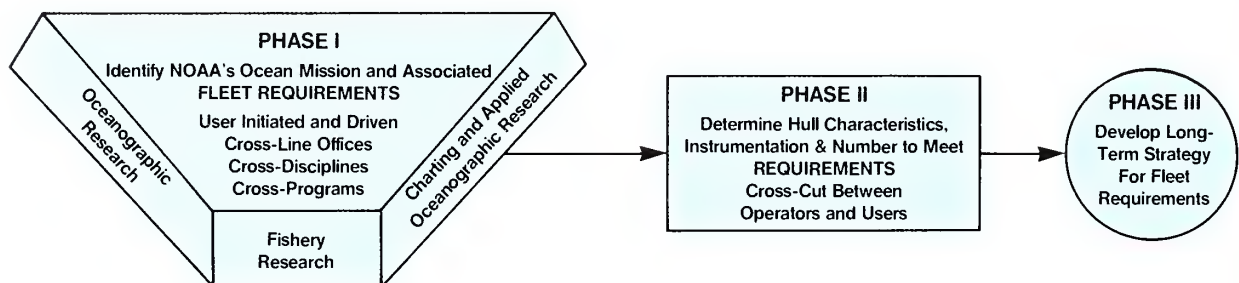 PHASE I
Identify NOAA's Ocean Mission and Associated
FLEET REQUIREMENTS
User Initiated and Driven
Cross-Line Offices
Cross-Disciplines
Cross-Programs
Oceanographic
Research
Fishery
Research
Charting and Applied
Oceanographic Research
PHASE II
Determine Hull Characteristics,
Instrumentation & Number to Meet
REQUIREMENTS
Cross-Cut Between
Operators and Users
PHASE III
Develop Long-
Term Strategy
For Fleet
Requirements